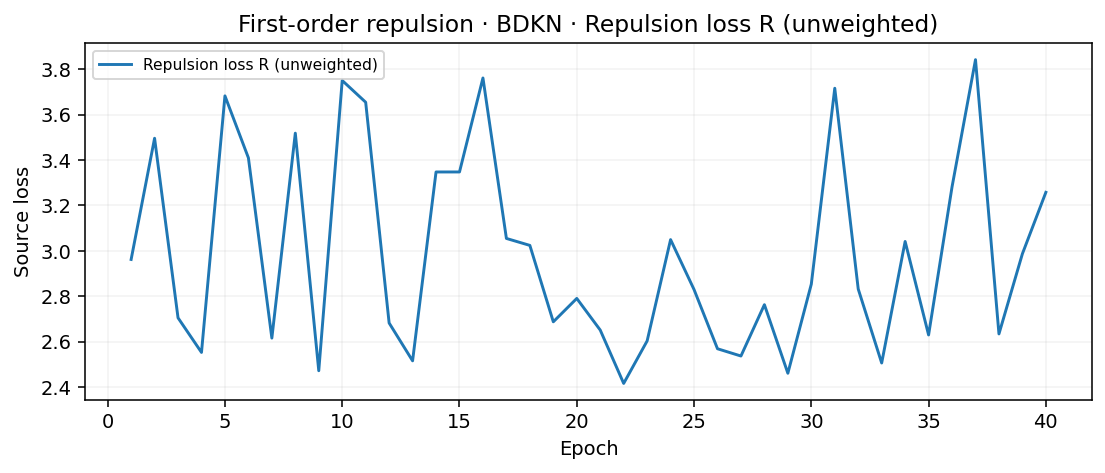 First-order repulsion · BDKN · Repulsion loss R (unweighted)
Repulsion loss R (unweighted)
Source loss
3.8
3.6
3.4
3.2
3.0
2.8
2.6
2.4
0 5 10 15 20 25 30 35 40
Epoch